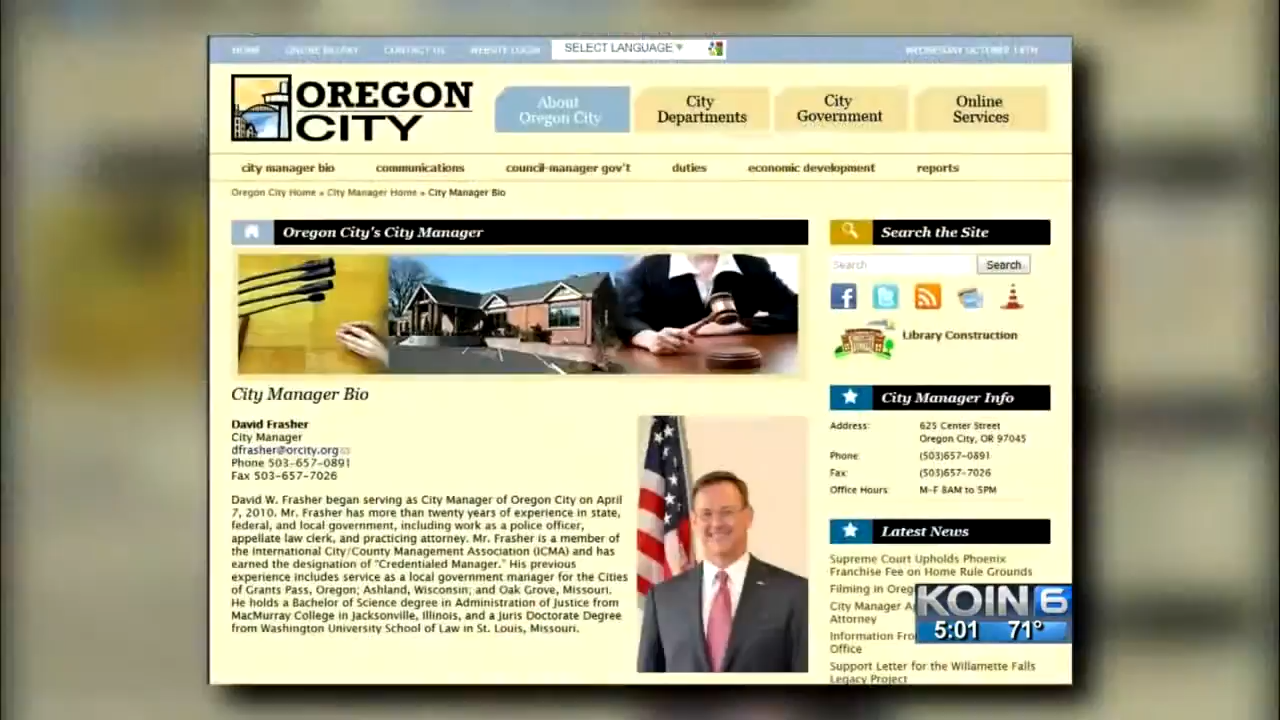 HOME ONLINE LIBRARY CONTACT US WEBSITE LOGIN SELECT LANGUAGE ▼ WEDNESDAY OCTOBER
OREGON
CITY
About
Oregon City
City
Departments
City
Government
Online
Services
city manager bio communications council-manager gov't duties economic development reports
Oregon City Home » City Manager Home » City Manager Bio
Oregon City's City Manager
City Manager Bio
David Frasher
City Manager
dfrasher@orcity.org
Phone 503-657-0891
Fax 503-657-7026
David W. Frasher began serving as City Manager of Oregon City on April
7, 2010. Mr. Frasher has more than twenty years of experience in state,
federal, and local government, including work as a police officer,
appellate law clerk, and practicing attorney. Mr. Frasher is a member of
the International City/County Management Association (ICMA) and has
earned the designation of "Credentialed Manager." His previous
experience includes service as a local government manager for the Cities
of Grants Pass, Oregon; Ashland, Wisconsin; and Oak Grove, Missouri.
He holds a Bachelor of Science degree in Administration of Justice from
MacMurray College in Jacksonville, Illinois, and a Juris Doctorate Degree
from Washington University School of Law in St. Louis, Missouri.
Search the Site
Search Search
Library Construction
City Manager Info
Address: 625 Center Street
Oregon City, OR 97045
Phone: (503)657-0891
Fax: (503)657-7026
Office Hours: M-F 8AM to 5PM
Latest News
Supreme Court Upholds Phoenix
Franchise Fee on Home Rule Grounds
Filming in Oreg
City Manager A
Attorney
Information Fro
Office
Support Letter for the Willamette Falls
Legacy Project
KOIN 6
5:01 71°